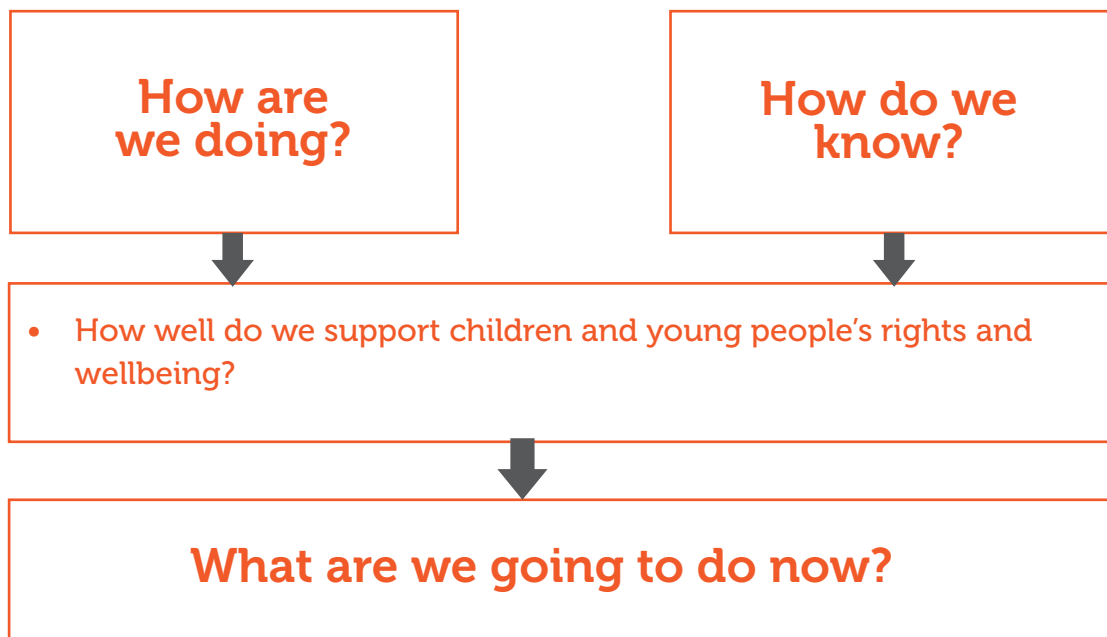 How are
we doing?
How do we
know?
• How well do we support children and young people’s rights and
wellbeing?
What are we going to do now?